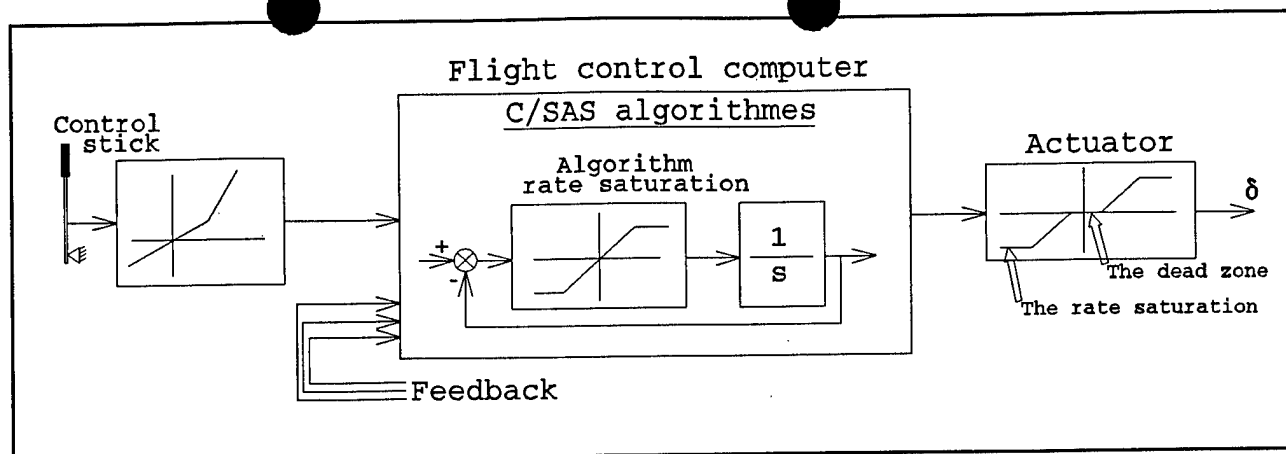 Flight control computer
C/SAS algorithmes
Control
stick
Algorithm
rate saturation
Actuator
δ
+
-
1
s
The dead zone
The rate saturation
Feedback